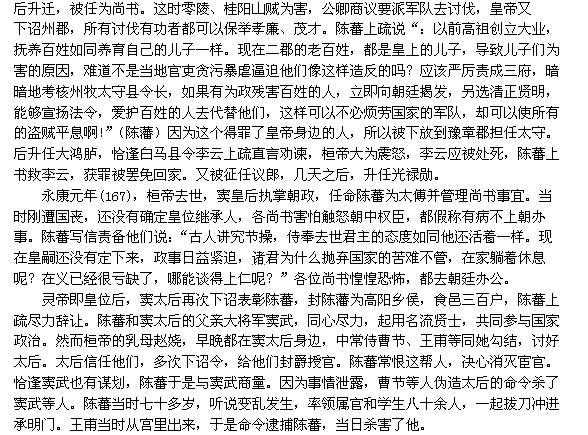 后升迁，被任为尚书。这时零陵、桂阳山贼为害，公卿商议要派军队去讨伐，皇帝又
下诏州郡，所有讨伐有功者都可以保举孝廉、茂才。陈蕃上疏说“：以前高祖创立大业，
抚养百姓如同养育自己的儿子一样。现在二郡的老百姓，都是皇上的儿子，导致儿子们为
害的原因，难道不是当地官吏贪污暴虐逼迫他们像这样造反的吗？应该严厉责成三府，暗
暗地考核州牧太守县令长，如果有为政残害百姓的人，立即向朝廷揭发，另选清正贤明，
能够宣扬法令，爱护百姓的人去代替他们，这样可以不必烦劳国家的军队，却可以使所有
的盗贼平息啊！”(陈蕃）因为这个得罪了皇帝身边的人，所以被下放到豫章郡担任太守。
后升任大鸿胪，恰逢白马县令李云上疏直言劝谏，桓帝大为震怒，李云应被处死，陈蕃上
书救李云，获罪被罢免回家。又被征任议郎，几天之后，升任光禄勋。
永康元年(167)，桓帝去世，窦皇后执掌朝政，任命陈蕃为太傅并管理尚书事宜。当
时刚遭国丧，还没有确定皇位继承人，各尚书害怕触怒朝中权臣，都假称有病不上朝办
事。陈蕃写信责备他们说：“古人讲究节操，侍奉去世君主的态度如同他还活着一样。现
在皇嗣还没有定下来，政事日益紧迫，诸君为什么抛弃国家的苦难不管，在家躺着休息
呢？在义已经很亏缺了，哪能谈得上仁呢？”各位尚书惶惶恐怖，都去朝廷办公。
灵帝即皇位后，窦太后再次下诏表彰陈蕃，封陈蕃为高阳乡侯，食邑三百户，陈蕃上
疏尽力辞让。陈蕃和窦太后的父亲大将军窦武，同心尽力，起用名流贤士，共同参与国家
政治。然而桓帝的乳母赵娆，早晚都在窦太后身边，中常侍曹节、王甫等同她勾结，讨好
太后。太后信任他们，多次下诏令，给他们封爵授官。陈蕃常恨这帮人，决心消灭宦官。
恰逢窦武也有谋划，陈蕃于是与窦武商量。因为事情泄露，曹节等人伪造太后的命令杀了
窦武等人。陈蕃当时七十多岁，听说变乱发生，率领属官和学生八十余人，一起拔刀冲进
承明门。王甫当时从宫里出来，于是命令逮捕陈蕃，当日杀害了他。